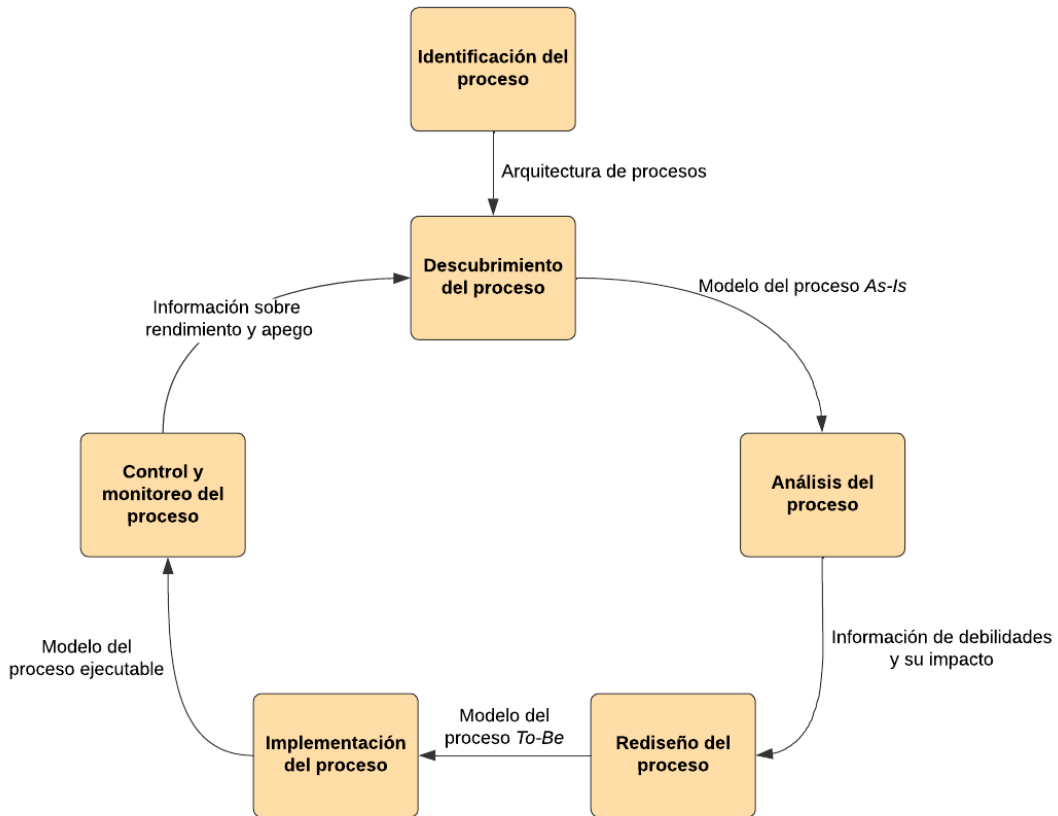 Identificación del
proceso
Arquitectura de procesos
Descubrimiento
del proceso
Modelo del proceso As-Is
Información sobre
rendimiento y apego
Control y
monitoreo del
proceso
Análisis del
proceso
Información de debilidades
y su impacto
Modelo del
proceso ejecutable
Implementación
del proceso
Modelo del
proceso To-Be
Rediseño del
proceso